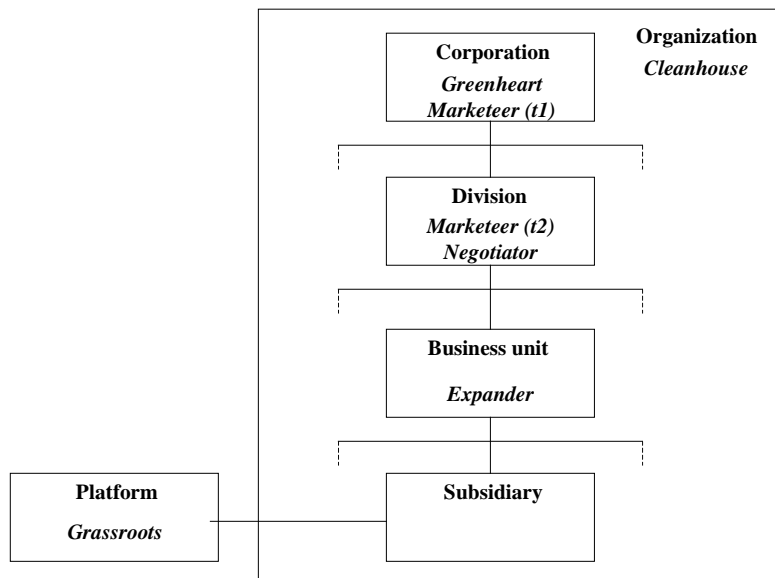 Organization
Cleanhouse
Corporation
Greenheart
Marketeer (t1)
Division
Marketeer (t2)
Negotiator
Business unit
Expander
Platform
Grassroots
Subsidiary